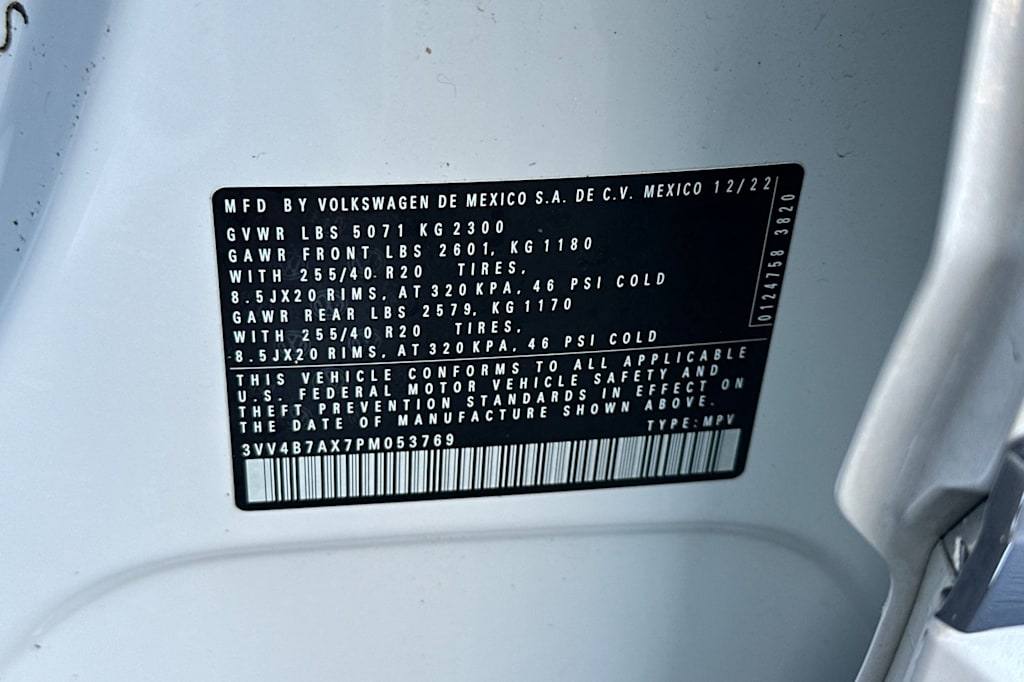 MFD BY VOLKSWAGEN DE MEXICO S.A. DE C.V. MEXICO 12/22
GVWR LBS 5071 KG 2300
GAWR FRONT LBS 2601, KG 1180
WITH 255/40 R20 TIRES,
8.5JX20 RIMS, AT 320 KPA, 46 PSI COLD
GAWR REAR LBS 2579, KG 1170
WITH 255/40 R20 TIRES,
8.5JX20 RIMS, AT 320 KPA, 46 PSI COLD
0124758 3820
THIS VEHICLE CONFORMS TO ALL APPLICABLE
U.S. FEDERAL MOTOR VEHICLE SAFETY AND
THEFT PREVENTION STANDARDS IN EFFECT ON
THE DATE OF MANUFACTURE SHOWN ABOVE.
TYPE: MPV
3VV4B7AX7PM053769